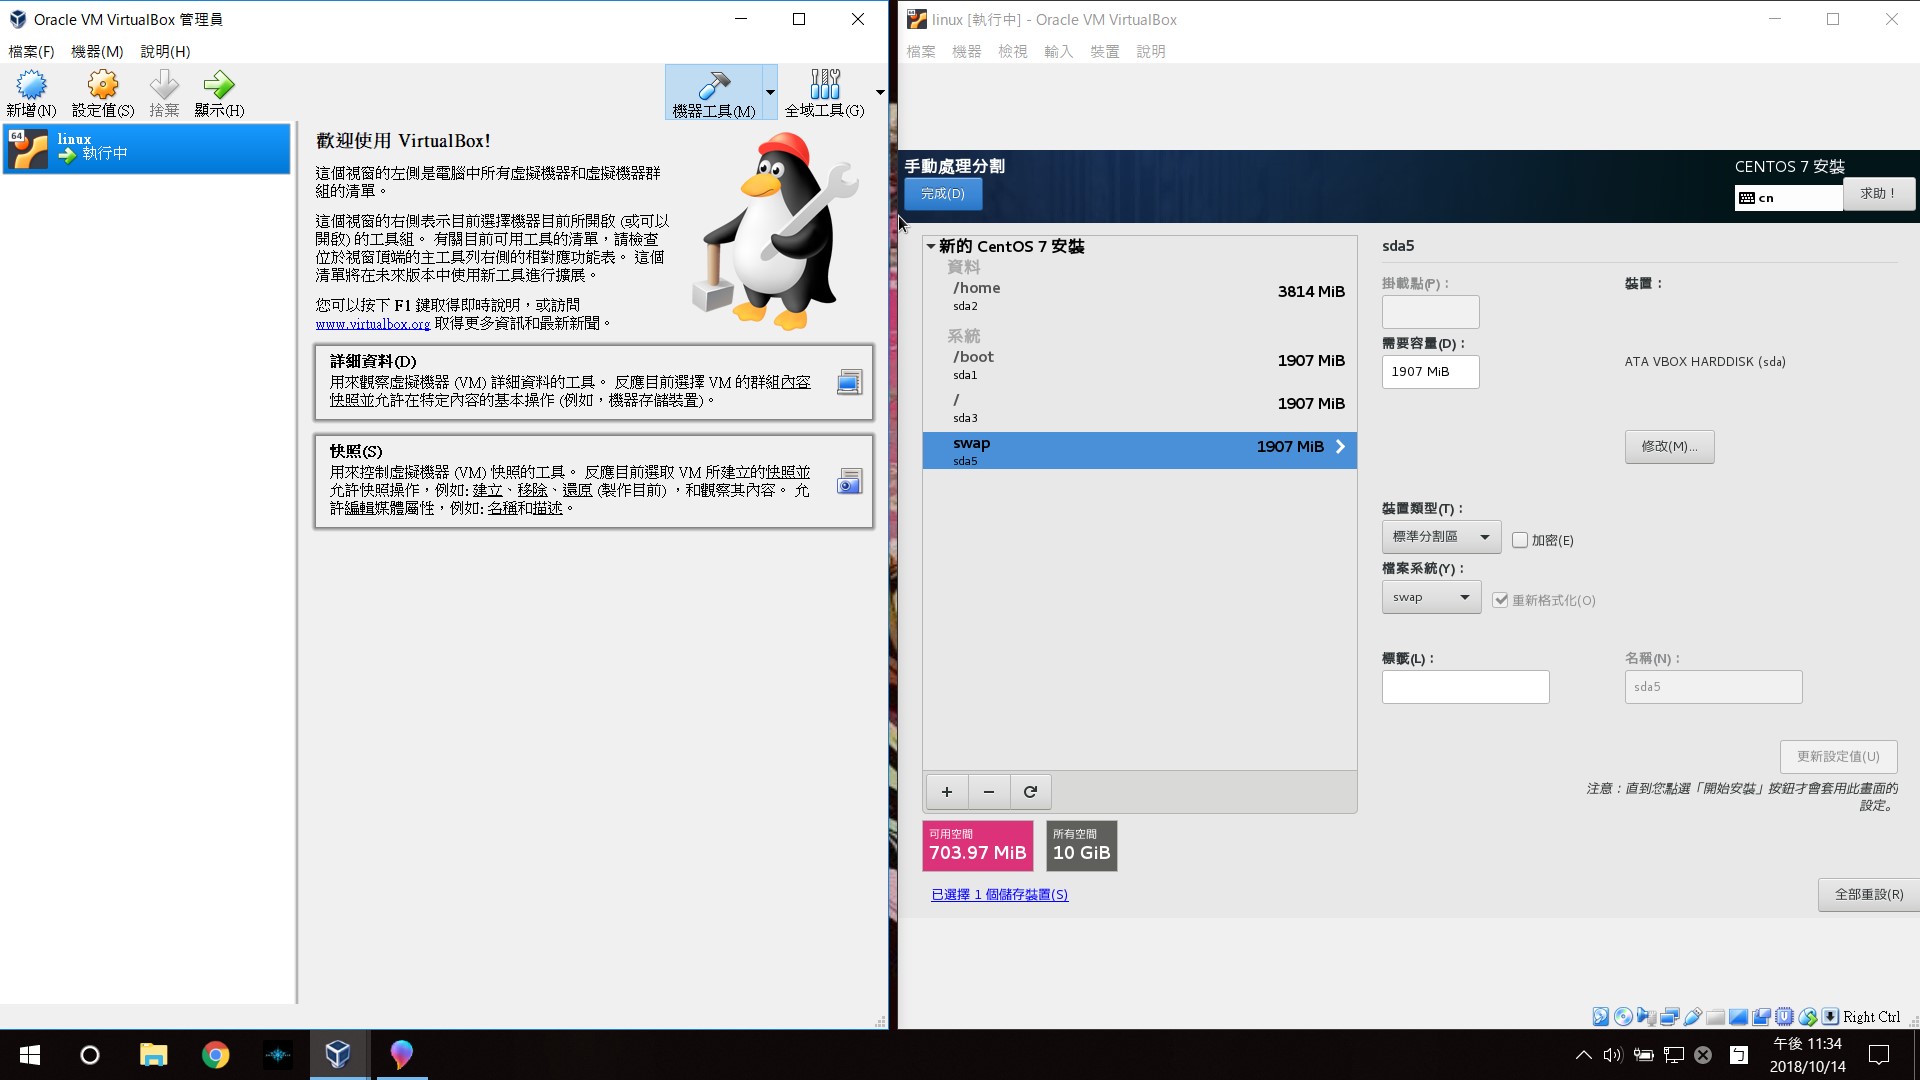 Oracle VM VirtualBox 管理員
檔案(F) 機器(M) 說明(H)
新增(N) 設定值(S) 捨棄 顯示(H) 機器工具(M) 全域工具(G)
64
linux
執行中
歡迎使用 VirtualBox!
這個視窗的左側是電腦中所有虛擬機器和虛擬機器群
組的清單。
這個視窗的右側表示目前選擇機器目前所開啟 (或可以
開啟) 的工具組。 有關目前可用工具的清單，請檢查
位於視窗頂端的主工具列右側的相對應功能表。 這個
清單將在未來版本中使用新工具進行擴展。
您可以按下 F1 鍵取得即時說明，或訪問
www.virtualbox.org 取得更多資訊和最新新聞。
詳細資料(D)
用來觀察虛擬機器 (VM) 詳細資料的工具。 反應目前選擇 VM 的群組內容
快照並允許在特定內容的基本操作 (例如，機器存儲裝置)。
快照(S)
用來控制虛擬機器 (VM) 快照的工具。 反應目前選取 VM 所建立的快照並
允許快照操作，例如: 建立、移除、還原 (製作目前) ，和觀察其內容。 允
許編輯媒體屬性，例如: 名稱和描述。
linux [執行中] - Oracle VM VirtualBox
檔案 機器 檢視 輸入 裝置 說明
手動處理分割
完成(D)
CENTOS 7 安裝
cn
求助！
新的 CentOS 7 安裝
資料
/home 3814 MiB
sda2
系統
/boot 1907 MiB
sda1
/ 1907 MiB
sda3
swap 1907 MiB
sda5
+ −
可用空間
703.97 MiB
所有空間
10 GiB
已選擇 1 個儲存裝置(S)
sda5
掛載點(P)：
裝置：
需要容量(D)：
1907 MiB
ATA VBOX HARDDISK (sda)
修改(M)...
裝置類型(T)：
標準分割區 加密(E)
檔案系統(Y)：
swap 重新格式化(O)
標籤(L)：
名稱(N)：
sda5
更新設定值(U)
注意：直到您點選「開始安裝」按鈕才會套用此畫面的
設定。
全部重設(R)
Right Ctrl
ㄅ
午後 11:34
2018/10/14